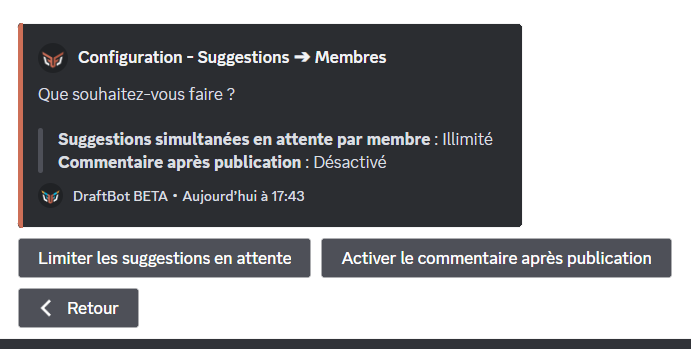 Configuration - Suggestions ➔ Membres
Que souhaitez-vous faire ?
Suggestions simultanées en attente par membre : Illimité
Commentaire après publication : Désactivé
DraftBot BETA • Aujourd'hui à 17:43
Limiter les suggestions en attente
Activer le commentaire après publication
Retour